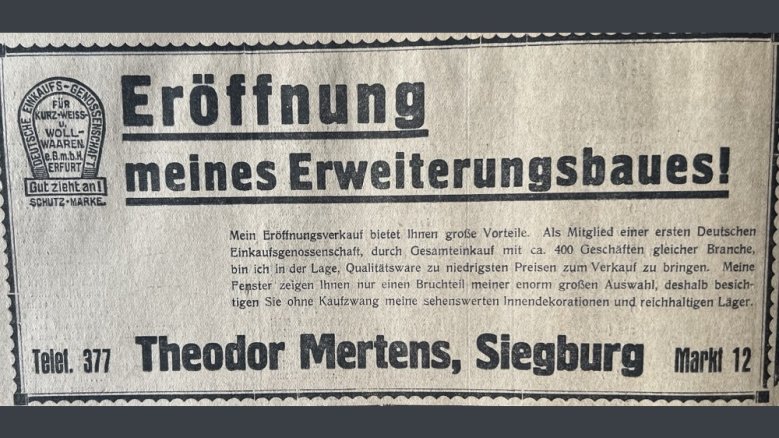 DEUTSCHE EINKAUFS-GENOSSENSCHAFT
FÜR
KURZ-WEISS-
u.
WOLL-
WAAREN
e.G.m.b.H.
ERFURT
Gut zieht an!
SCHUTZ-MARKE.
Eröffnung
meines Erweiterungsbaues!
Mein Eröffnungsverkauf bietet Ihnen große Vorteile. Als Mitglied einer ersten Deutschen
Einkaufsgenossenschaft, durch Gesamteinkauf mit ca. 400 Geschäften gleicher Branche,
bin ich in der Lage, Qualitätsware zu niedrigsten Preisen zum Verkauf zu bringen. Meine
Fenster zeigen Ihnen nur einen Bruchteil meiner enorm großen Auswahl, deshalb besich-
tigen Sie ohne Kaufzwang meine sehenswerten Innendekorationen und reichhaltigen Läger.
Telef. 377 Theodor Mertens, Siegburg Markt 12